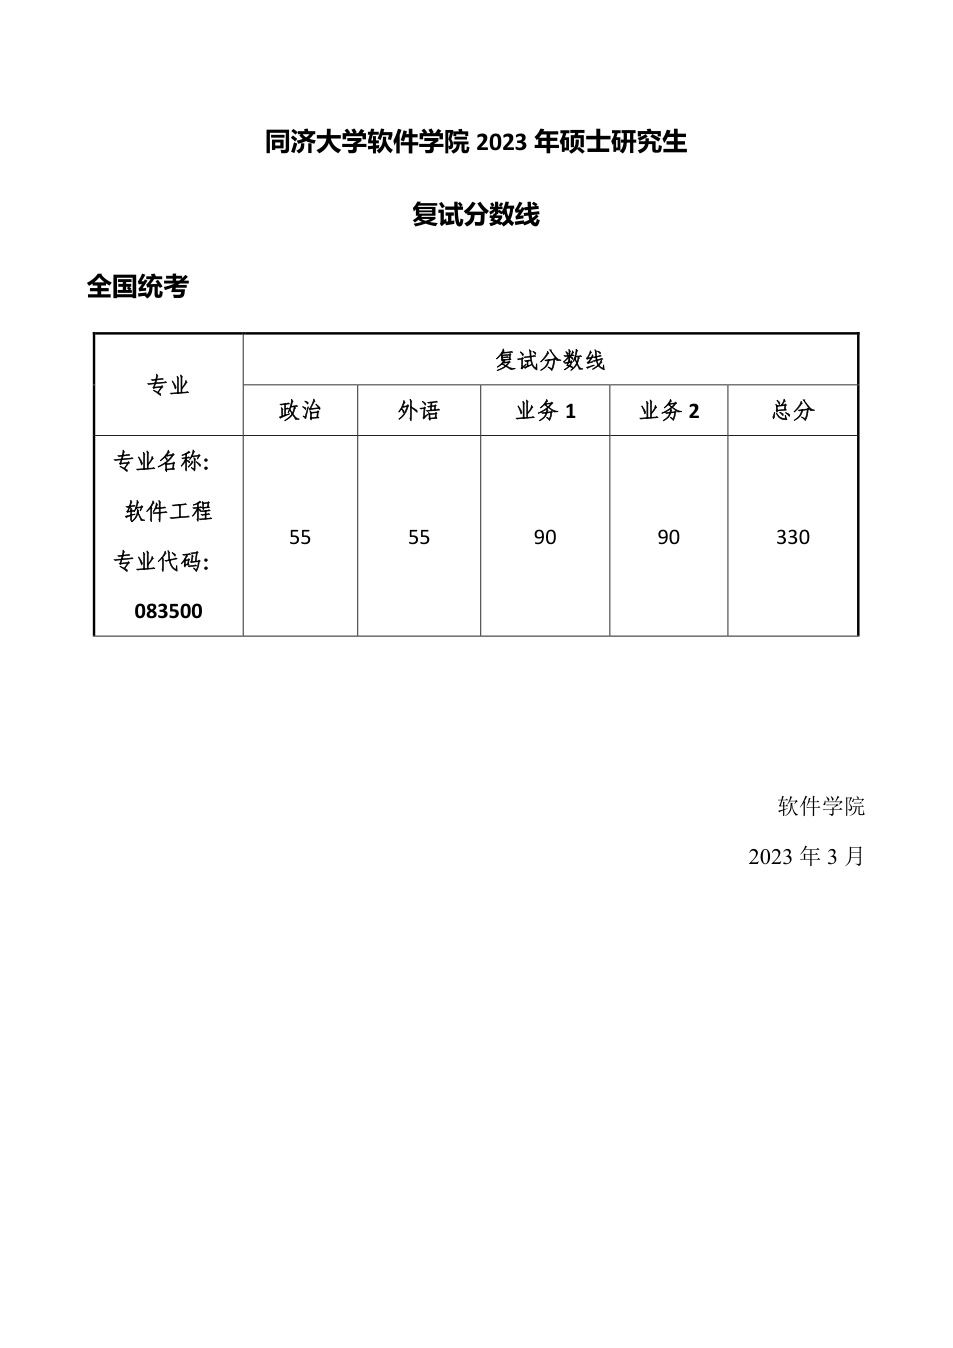 同济大学软件学院 2023 年硕士研究生
复试分数线
全国统考
专业
复试分数线
政治 外语 业务 1 业务 2 总分
专业名称:
软件工程
专业代码:
083500
55 55 90 90 330
软件学院
2023 年 3 月